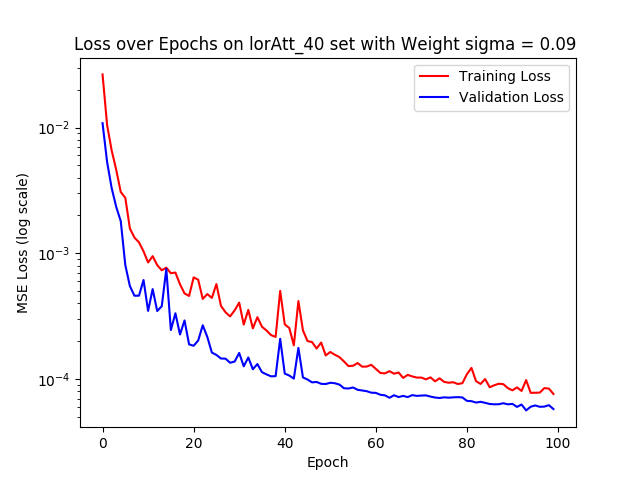 Loss over Epochs on lorAtt_40 set with Weight sigma = 0.09
Training Loss
Validation Loss
10⁻²
10⁻³
10⁻⁴
MSE Loss (log scale)
0 20 40 60 80 100
Epoch